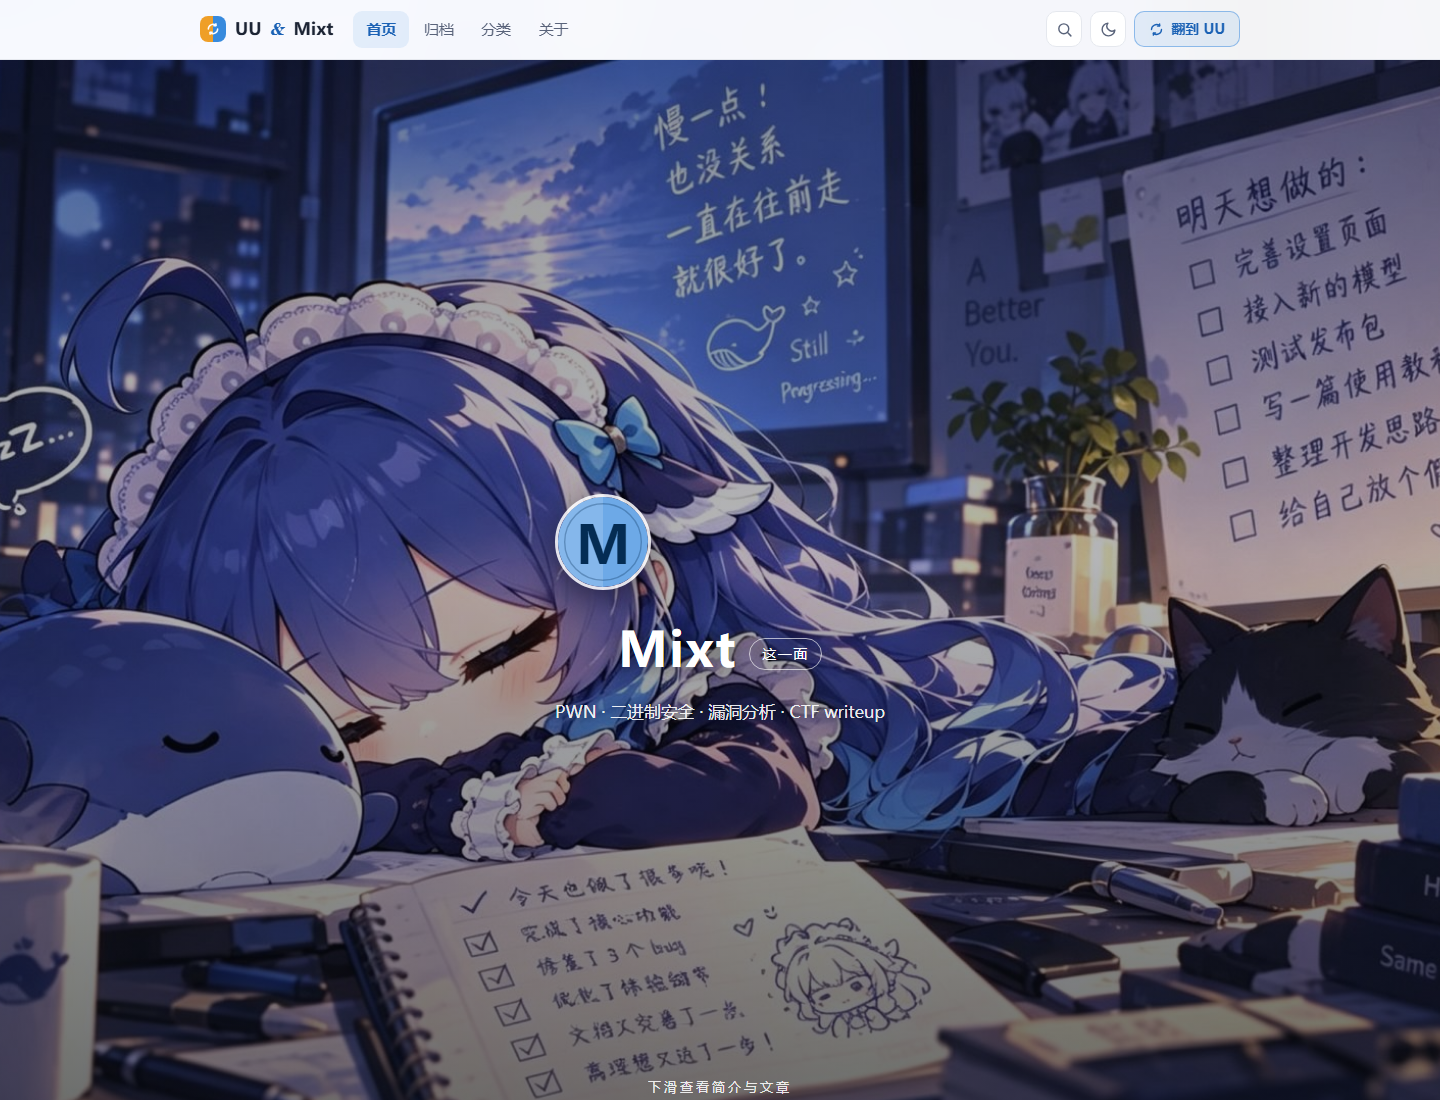 UU & Mixt
首页
归档
分类
关于
翻到 UU
慢一点！
也没关系
一直在往前走
就很好了。
Still
Progressing...
A
Better
You.
明天想做的：
完善设置页面
接入新的模型
测试发布包
写一篇使用教
整理开发思路
给自己放个假
zZ...
M
Mixt
这一面
PWN · 二进制安全 · 漏洞分析 · CTF writeup
今天也做了很多呢！
完成了核心功能
修复了3个bug
优化了体验细节
文档又完善了一点
离理想又近了一步！
Same
下滑查看简介与文章